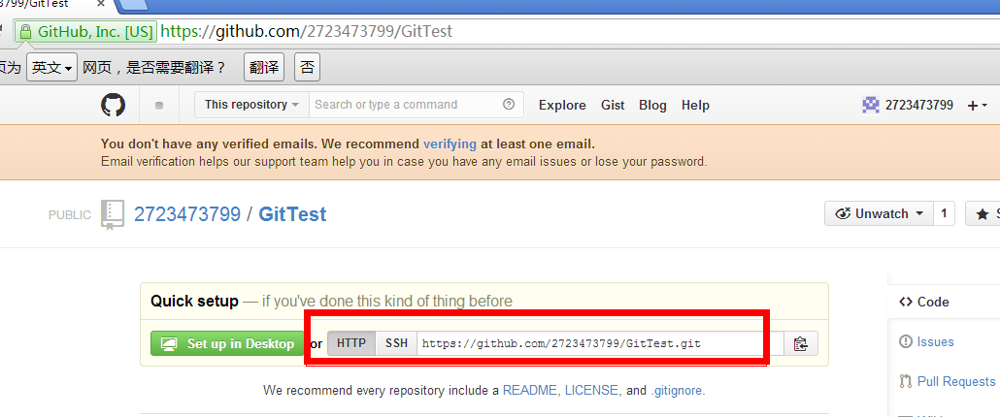 3799/GitTest ×
GitHub, Inc. [US] https://github.com/2723473799/GitTest
页为 英文 网页，是否需要翻译？ 翻译 否
This repository Search or type a command Explore Gist Blog Help 2723473799 +
You don't have any verified emails. We recommend verifying at least one email.
Email verification helps our support team help you in case you have any email issues or lose your password.
PUBLIC 2723473799 / GitTest Unwatch 1
Quick setup — if you've done this kind of thing before
Set up in Desktop or HTTP SSH https://github.com/2723473799/GitTest.git
We recommend every repository include a README, LICENSE, and .gitignore.
Code
Issues
Pull Requests